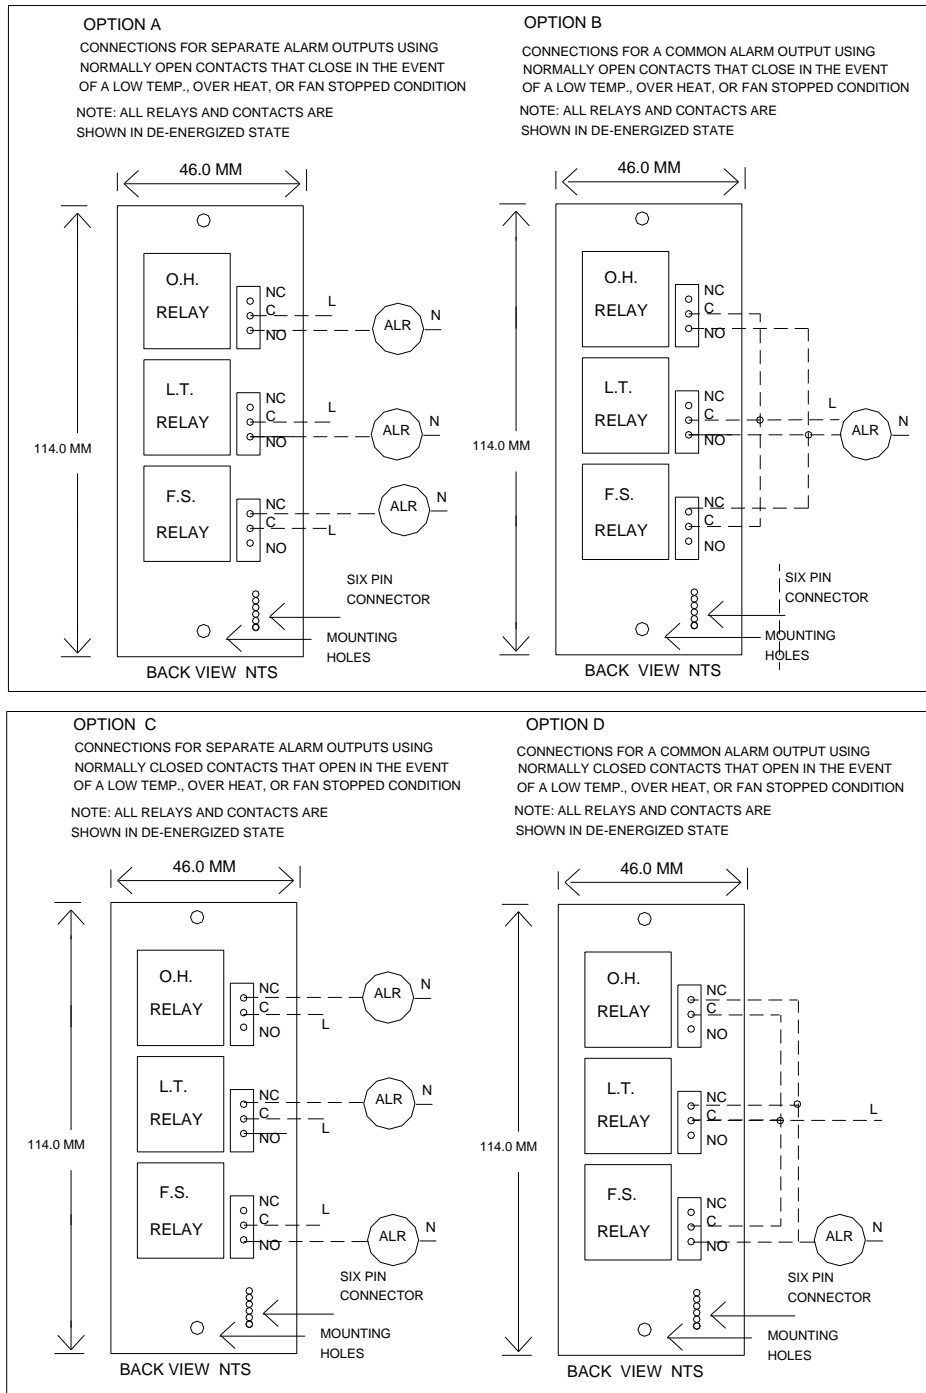 OPTION A
CONNECTIONS FOR SEPARATE ALARM OUTPUTS USING
NORMALLY OPEN CONTACTS THAT CLOSE IN THE EVENT
OF A LOW TEMP., OVER HEAT, OR FAN STOPPED CONDITION
NOTE: ALL RELAYS AND CONTACTS ARE
SHOWN IN DE-ENERGIZED STATE
46.0 MM
114.0 MM
O.H.
RELAY
NC
C
NO
L
ALR
N
L.T.
RELAY
NC
C
NO
L
ALR
N
F.S.
RELAY
NC
C
NO
L
ALR
N
SIX PIN
CONNECTOR
MOUNTING
HOLES
BACK VIEW NTS
OPTION B
CONNECTIONS FOR A COMMON ALARM OUTPUT USING
NORMALLY OPEN CONTACTS THAT CLOSE IN THE EVENT
OF A LOW TEMP., OVER HEAT, OR FAN STOPPED CONDITION
NOTE: ALL RELAYS AND CONTACTS ARE
SHOWN IN DE-ENERGIZED STATE
46.0 MM
114.0 MM
O.H.
RELAY
NC
C
NO
L.T.
RELAY
NC
C
NO
L
ALR
N
F.S.
RELAY
NC
C
NO
SIX PIN
CONNECTOR
MOUNTING
HOLES
BACK VIEW NTS
OPTION C
CONNECTIONS FOR SEPARATE ALARM OUTPUTS USING
NORMALLY CLOSED CONTACTS THAT OPEN IN THE EVENT
OF A LOW TEMP., OVER HEAT, OR FAN STOPPED CONDITION
NOTE: ALL RELAYS AND CONTACTS ARE
SHOWN IN DE-ENERGIZED STATE
46.0 MM
114.0 MM
O.H.
RELAY
NC
C
NO
L
ALR
N
L.T.
RELAY
NC
C
NO
L
ALR
N
F.S.
RELAY
NC
C
NO
L
ALR
N
SIX PIN
CONNECTOR
MOUNTING
HOLES
BACK VIEW NTS
OPTION D
CONNECTIONS FOR A COMMON ALARM OUTPUT USING
NORMALLY CLOSED CONTACTS THAT OPEN IN THE EVENT
OF A LOW TEMP., OVER HEAT, OR FAN STOPPED CONDITION
NOTE: ALL RELAYS AND CONTACTS ARE
SHOWN IN DE-ENERGIZED STATE
46.0 MM
114.0 MM
O.H.
RELAY
NC
C
NO
L.T.
RELAY
NC
C
NO
L
F.S.
RELAY
NC
C
NO
ALR
N
SIX PIN
CONNECTOR
MOUNTING
HOLES
BACK VIEW NTS